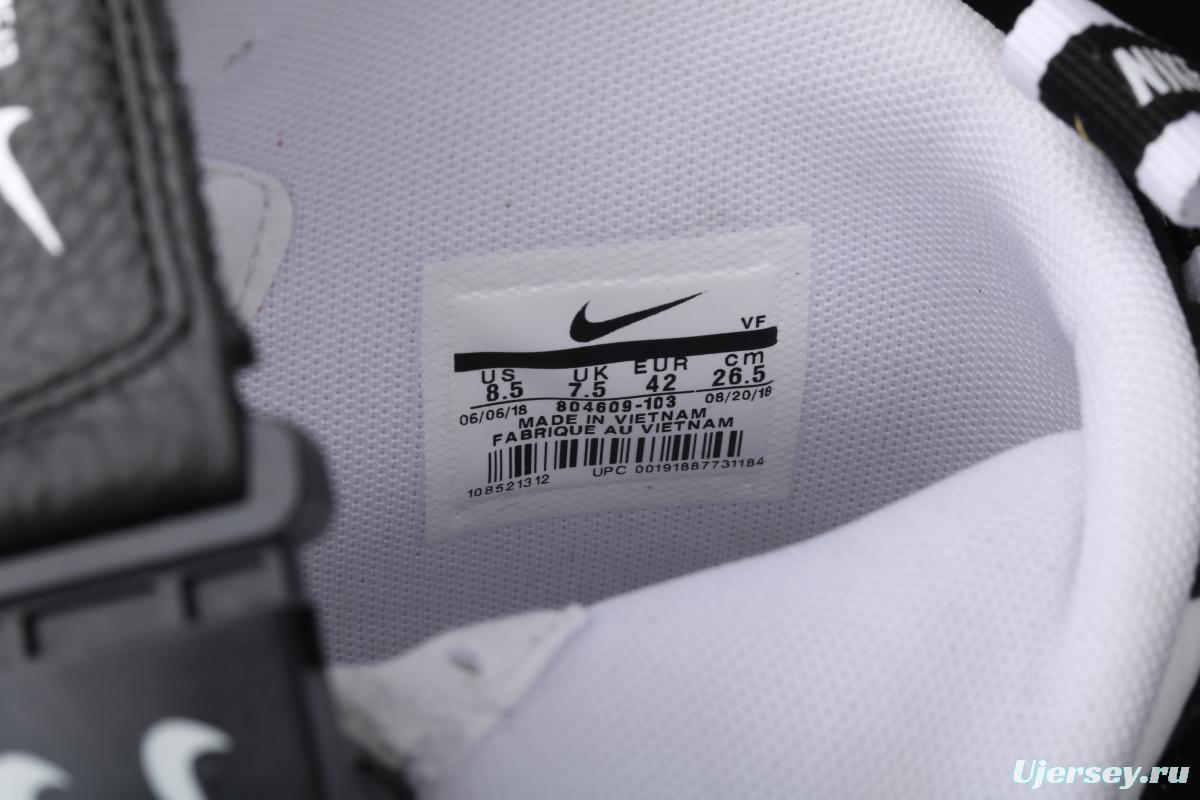 NIKE
VF
US UK EUR cm
8.5 7.5 42 26.5
06/06/18 804609-103 08/20/18
MADE IN VIETNAM
FABRIQUE AU VIETNAM
108521312 UPC 00191887731184
Ujersey.ru